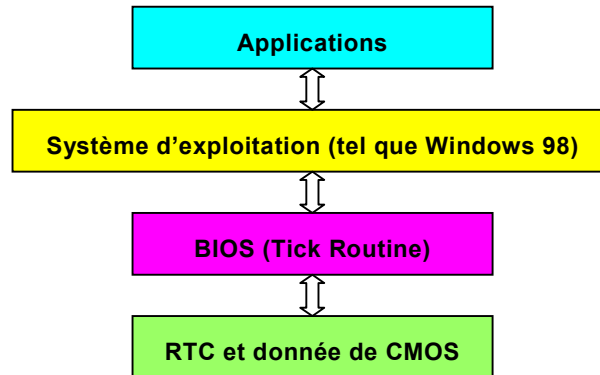 Applications
Système d’exploitation (tel que Windows 98)
BIOS (Tick Routine)
RTC et donnée de CMOS